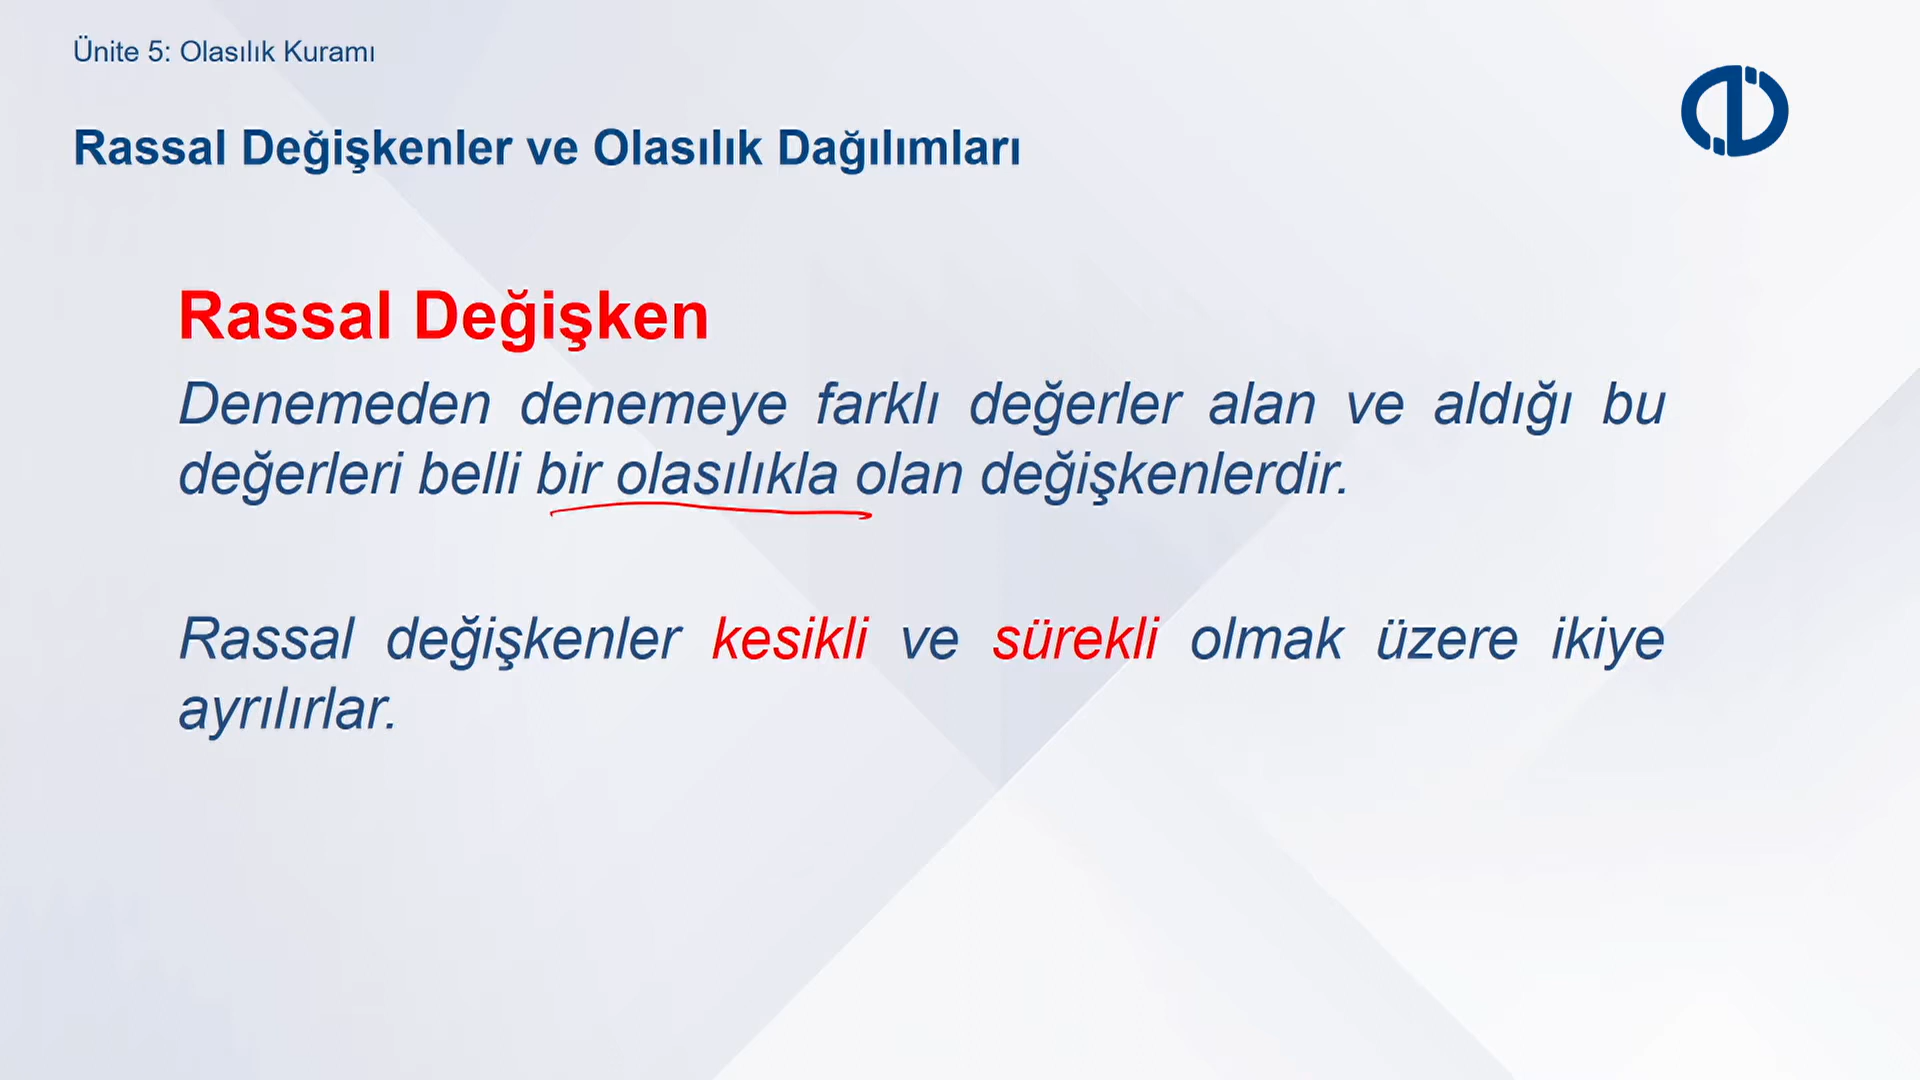 Ünite 5: Olasılık Kuramı
Rassal Değişkenler ve Olasılık Dağılımları
Rassal Değişken
Denemeden denemeye farklı değerler alan ve aldığı bu
değerleri belli bir olasılıkla olan değişkenlerdir.
Rassal değişkenler kesikli ve sürekli olmak üzere ikiye
ayrılırlar.